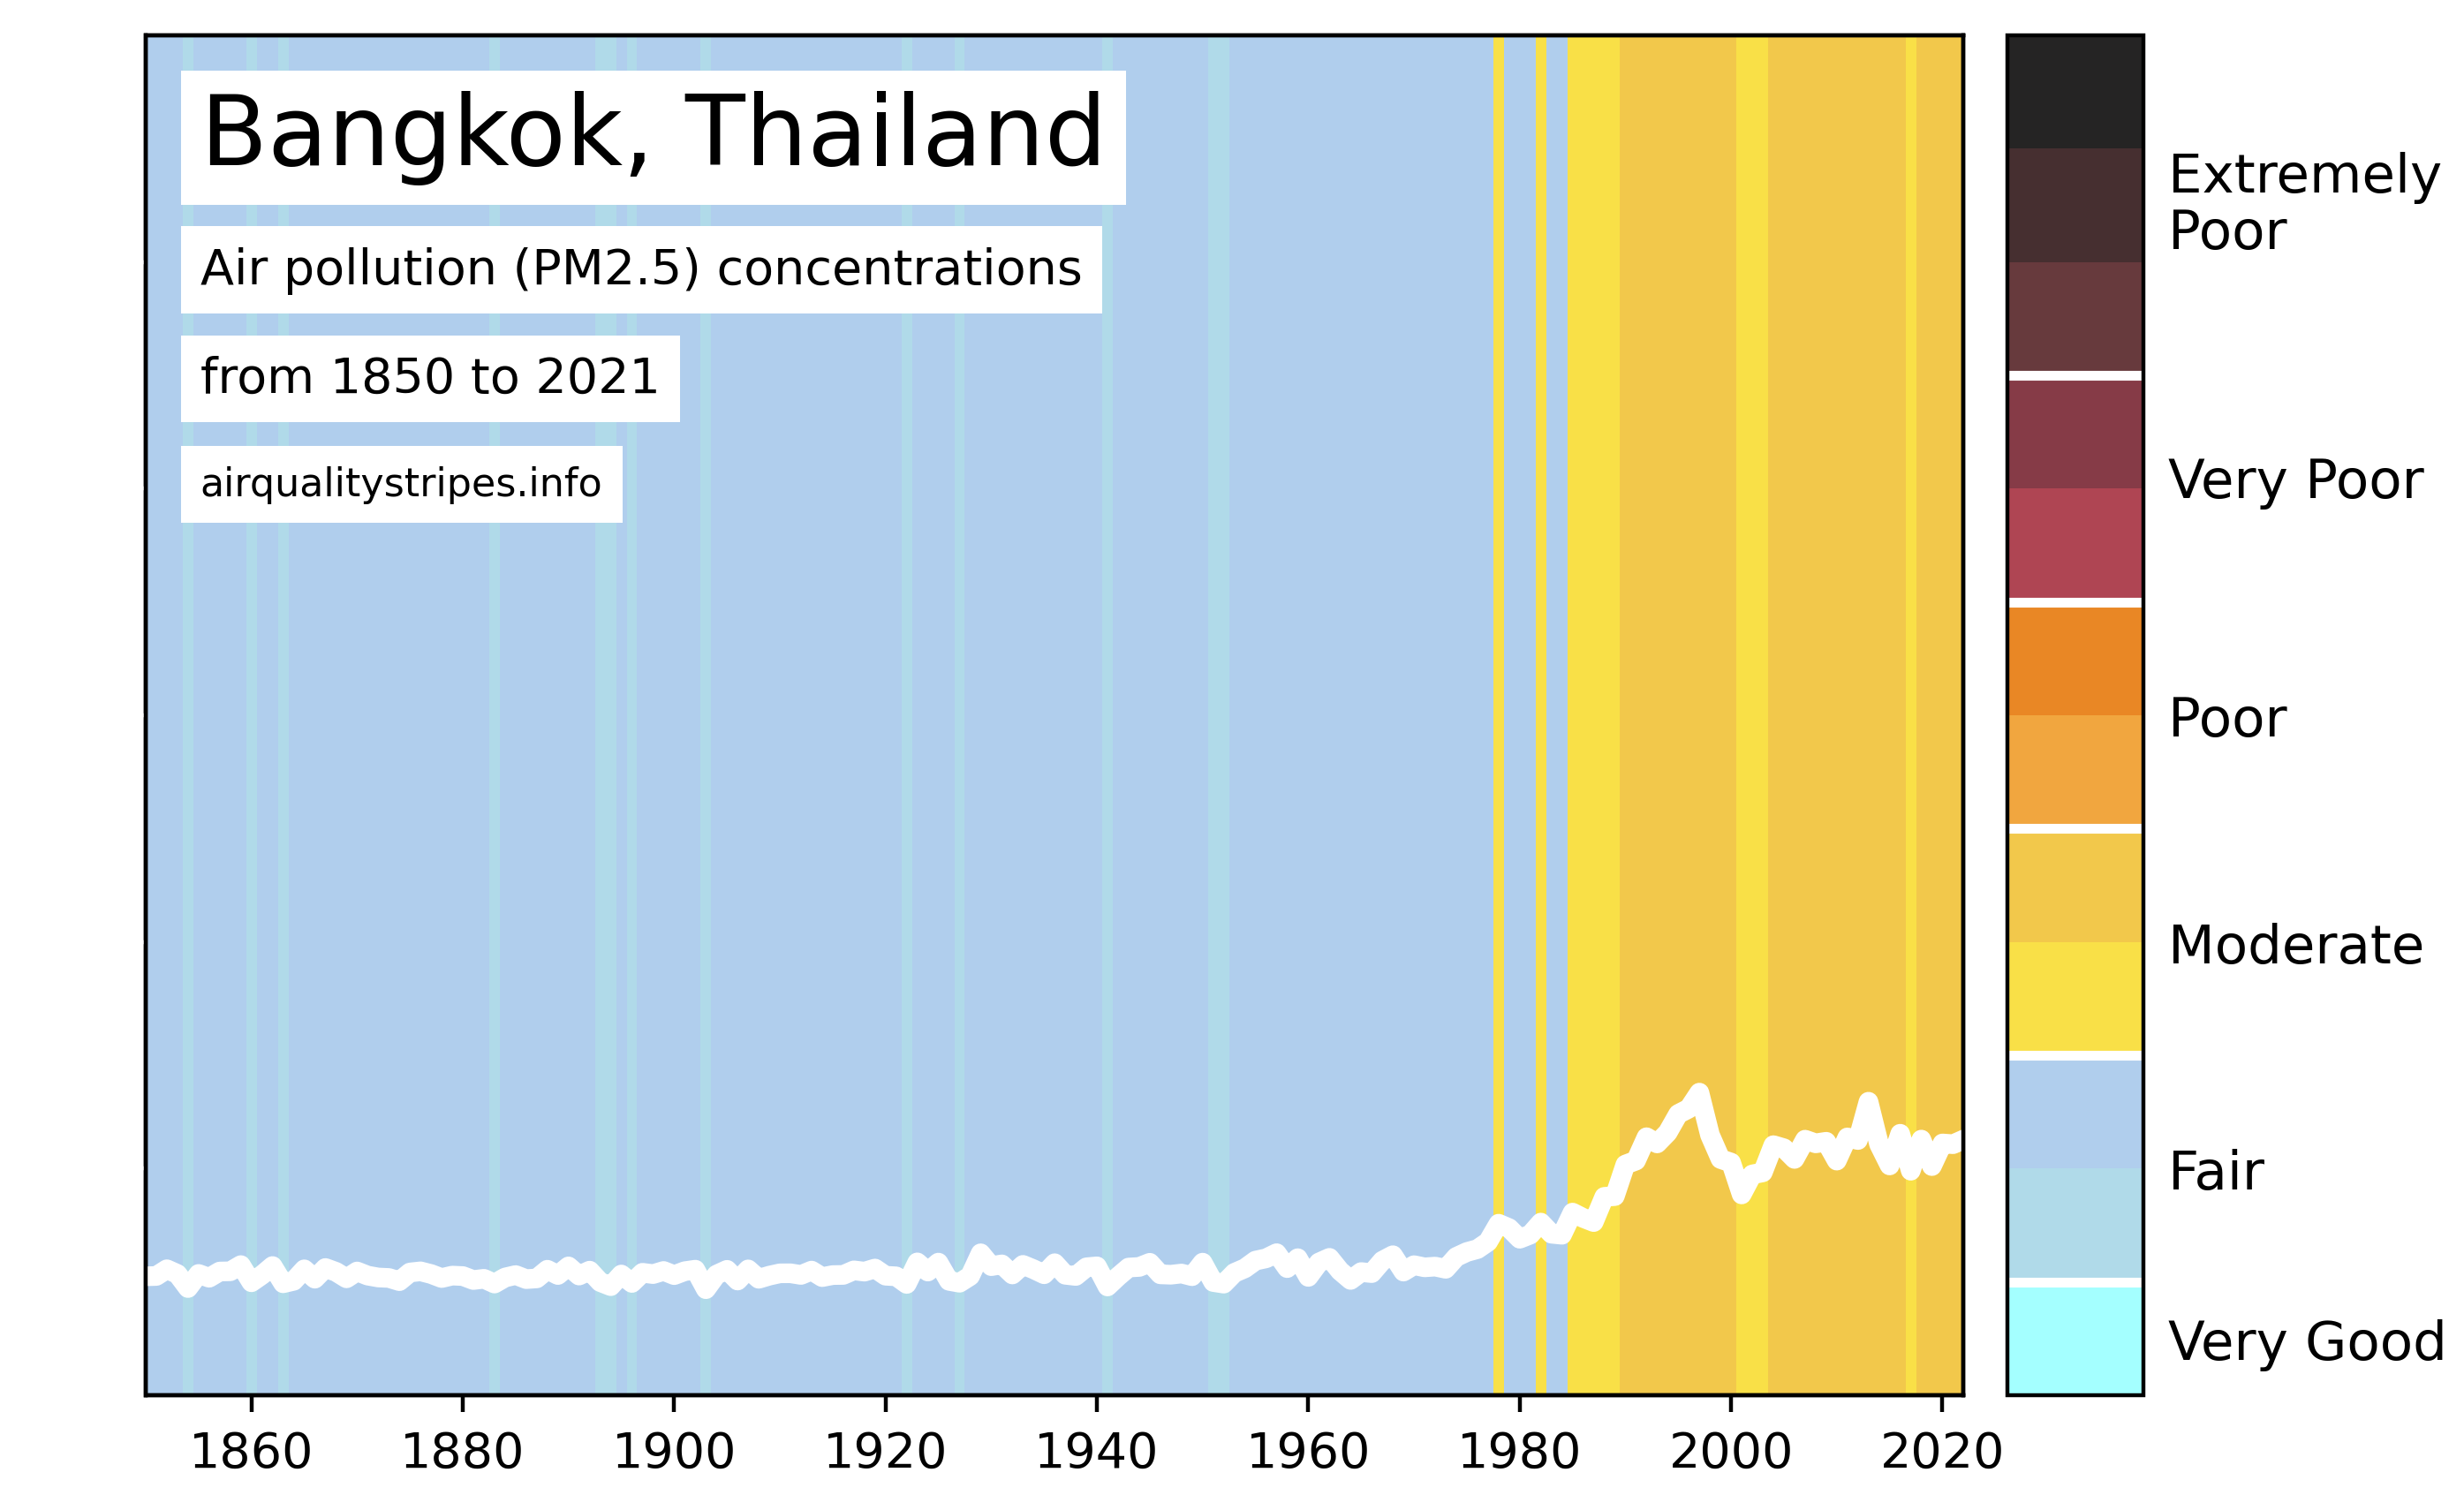 Bangkok, Thailand
Air pollution (PM2.5) concentrations
from 1850 to 2021
airqualitystripes.info
Extremely
Poor
Very Poor
Poor
Moderate
Fair
Very Good
1860 1880 1900 1920 1940 1960 1980 2000 2020